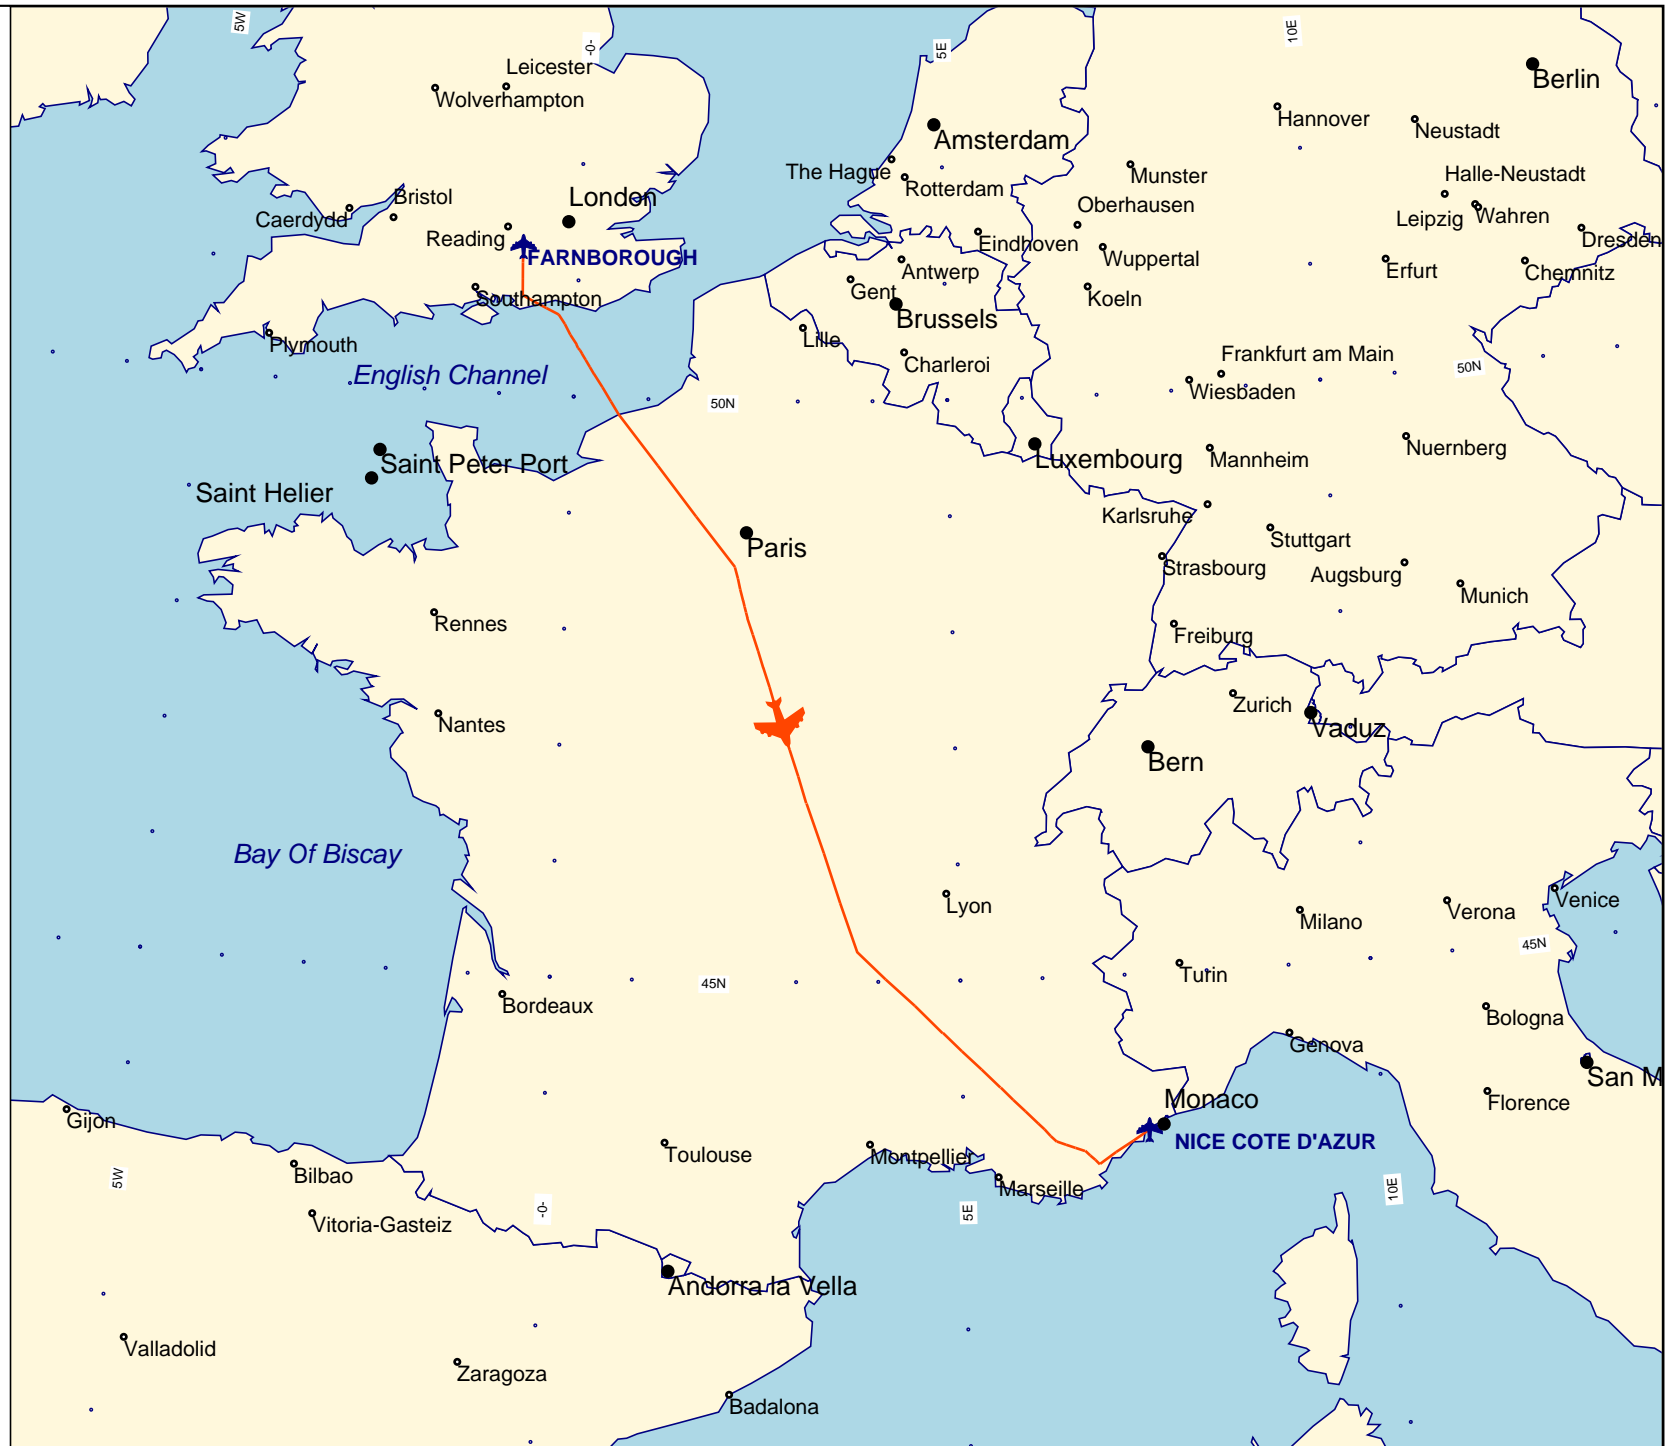 5W
-0-
5E
10E
Leicester
Wolverhampton
Berlin
Hannover
Neustadt
Amsterdam
The Hague
Rotterdam
Munster
Halle-Neustadt
Bristol
London
Caerdydd
Oberhausen
Leipzig
Wahren
Reading
FARNBOROUGH
Eindhoven
Dresden
Antwerp
Wuppertal
Erfurt
Chemnitz
Southampton
Gent
Koeln
Brussels
Plymouth
Lille
Frankfurt am Main
Charleroi
50N
English Channel
Wiesbaden
50N
Saint Peter Port
Luxembourg
Mannheim
Nuernberg
Saint Helier
Karlsruhe
Paris
Stuttgart
Strasbourg
Augsburg
Munich
Rennes
Freiburg
Nantes
Zurich
Vaduz
Bern
Bay Of Biscay
Lyon
Milano
Verona
Venice
45N
45N
Turin
Bordeaux
Bologna
Genova
San M
Monaco
Florence
Gijon
NICE COTE D'AZUR
Toulouse
Montpellier
5W
Bilbao
Marseille
10E
-0-
5E
Vitoria-Gasteiz
Andorra la Vella
Valladolid
Zaragoza
Badalona